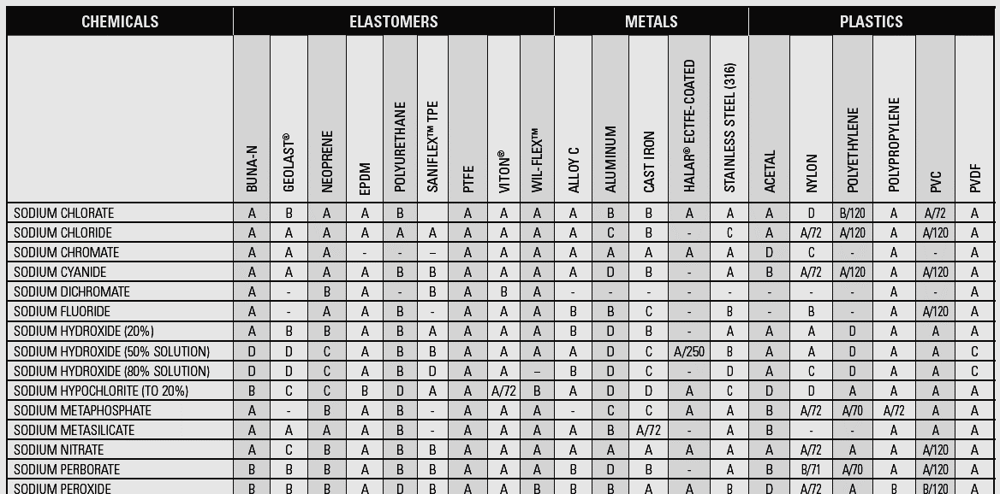 CHEMICALS ELASTOMERS METALS PLASTICS
BUNA-N GEOLAST® NEOPRENE EPDM POLYURETHANE SANIFLEX™ TPE PTFE VITON® WIL-FLEX™ ALLOY C ALUMINUM CAST IRON HALAR® ECTFE-COATED STAINLESS STEEL (316) ACETAL NYLON POLYETHYLENE POLYPROPYLENE PVC PVDF
SODIUM CHLORATE A B A A B A A A A B B A A A D B/120 A A/72 A
SODIUM CHLORIDE A A A A A A A A A A C B - C A A/72 A/120 A A/120 A
SODIUM CHROMATE A A A - - – A A A A A A A A D C - A - A
SODIUM CYANIDE A A A A B B A A A A D B - A B A/72 A/120 A A/120 A
SODIUM DICHROMATE A - B A - B A B A - - - - - - - - A - A
SODIUM FLUORIDE A - A A B - A A A B B C - B - B - A A/120 A
SODIUM HYDROXIDE (20%) A B B A B A A A A B D B - A A A D A A A
SODIUM HYDROXIDE (50% SOLUTION) D D C A B B A A A A D C A/250 B A A D A A C
SODIUM HYDROXIDE (80% SOLUTION) D D C A B D A A – B D C - D A C D A A C
SODIUM HYPOCHLORITE (TO 20%) B C C B D A A A/72 B A D D A C D D A A A A
SODIUM METAPHOSPHATE A - B A B - A A A - C C A A B A/72 A/70 A/72 A A
SODIUM METASILICATE A A A A B - A A A A B A/72 - A B - - A A A
SODIUM NITRATE A C B A B B A A A A A A A A A A/72 A A A/120 A
SODIUM PERBORATE B B B A B B A A A B D B - A B B/71 A/70 A A/120 A
SODIUM PEROXIDE B B B A D B A A B B B A A B D A/72 A B B/120 A